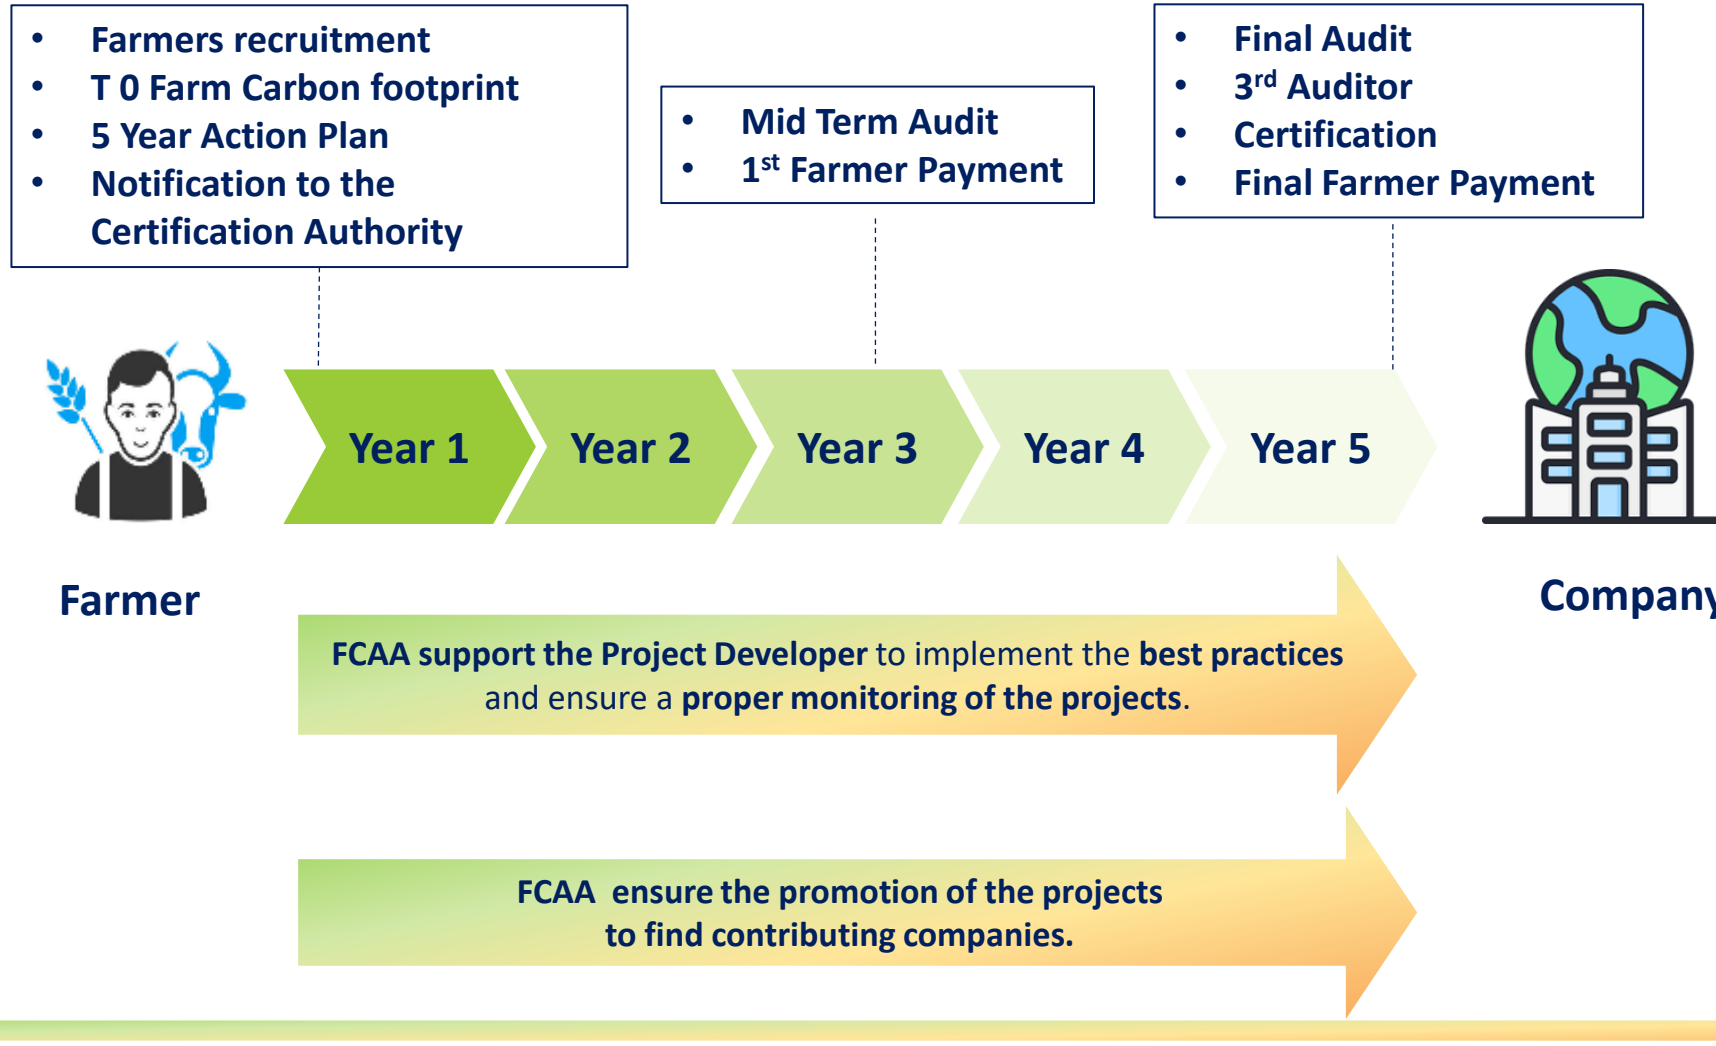 • Farmers recruitment
• T 0 Farm Carbon footprint
• 5 Year Action Plan
• Notification to the
Certification Authority
• Mid Term Audit
• 1st Farmer Payment
• Final Audit
• 3rd Auditor
• Certification
• Final Farmer Payment
Year 1
Year 2
Year 3
Year 4
Year 5
Farmer
Company
FCAA support the Project Developer to implement the best practices
and ensure a proper monitoring of the projects.
FCAA ensure the promotion of the projects
to find contributing companies.